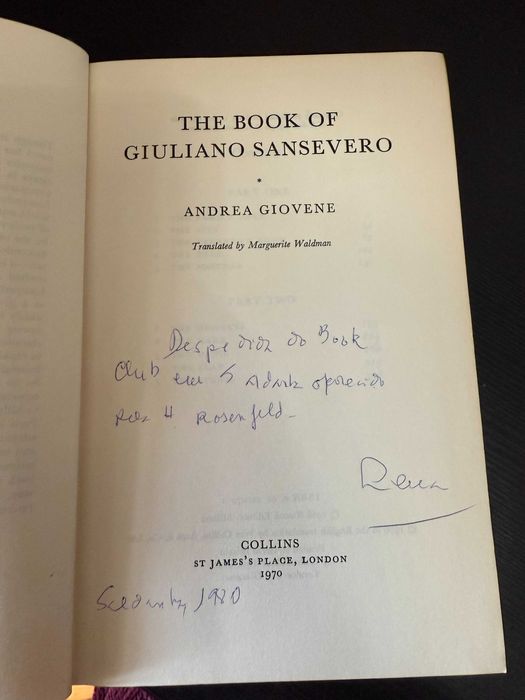 THE BOOK OF
GIULIANO SANSEVERO
*
ANDREA GIOVENE
Translated by Marguerite Waldman
Despedida do Book
Club em oferecido
H. Rosenfeld -
COLLINS
ST JAMES'S PLACE, LONDON
1970
1980